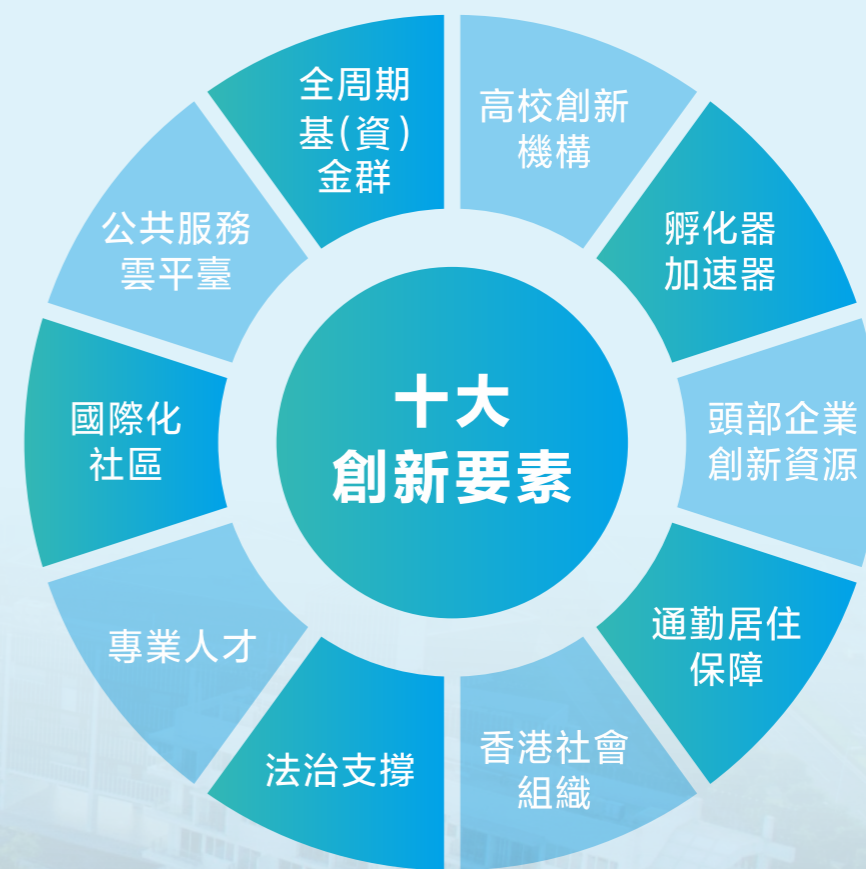 十大
創新要素
高校創新
機構
孵化器
加速器
頭部企業
創新資源
通勤居住
保障
香港社會
組織
法治支撐
專業人才
國際化
社區
公共服務
雲平臺
全周期
基(資)
金群